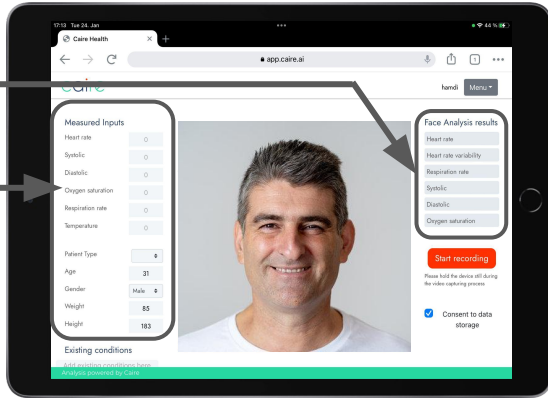 17:13 Tue 24. Jan
44 %
Caire Health
app.caire.ai
1
caire
hamdi
Menu
Measured Inputs
Heart rate 0
Systolic 0
Diastolic 0
Oxygen saturation 0
Respiration rate 0
Temperature 0
Patient Type
Age 31
Gender Male
Weight 85
Height 183
Existing conditions
Add existing conditions here
Analysis powered by Caire
Face Analysis results
Heart rate
Heart rate variability
Respiration rate
Systolic
Diastolic
Oxygen saturation
Start recording
Please hold the device still during
the video capturing process
Consent to data
storage